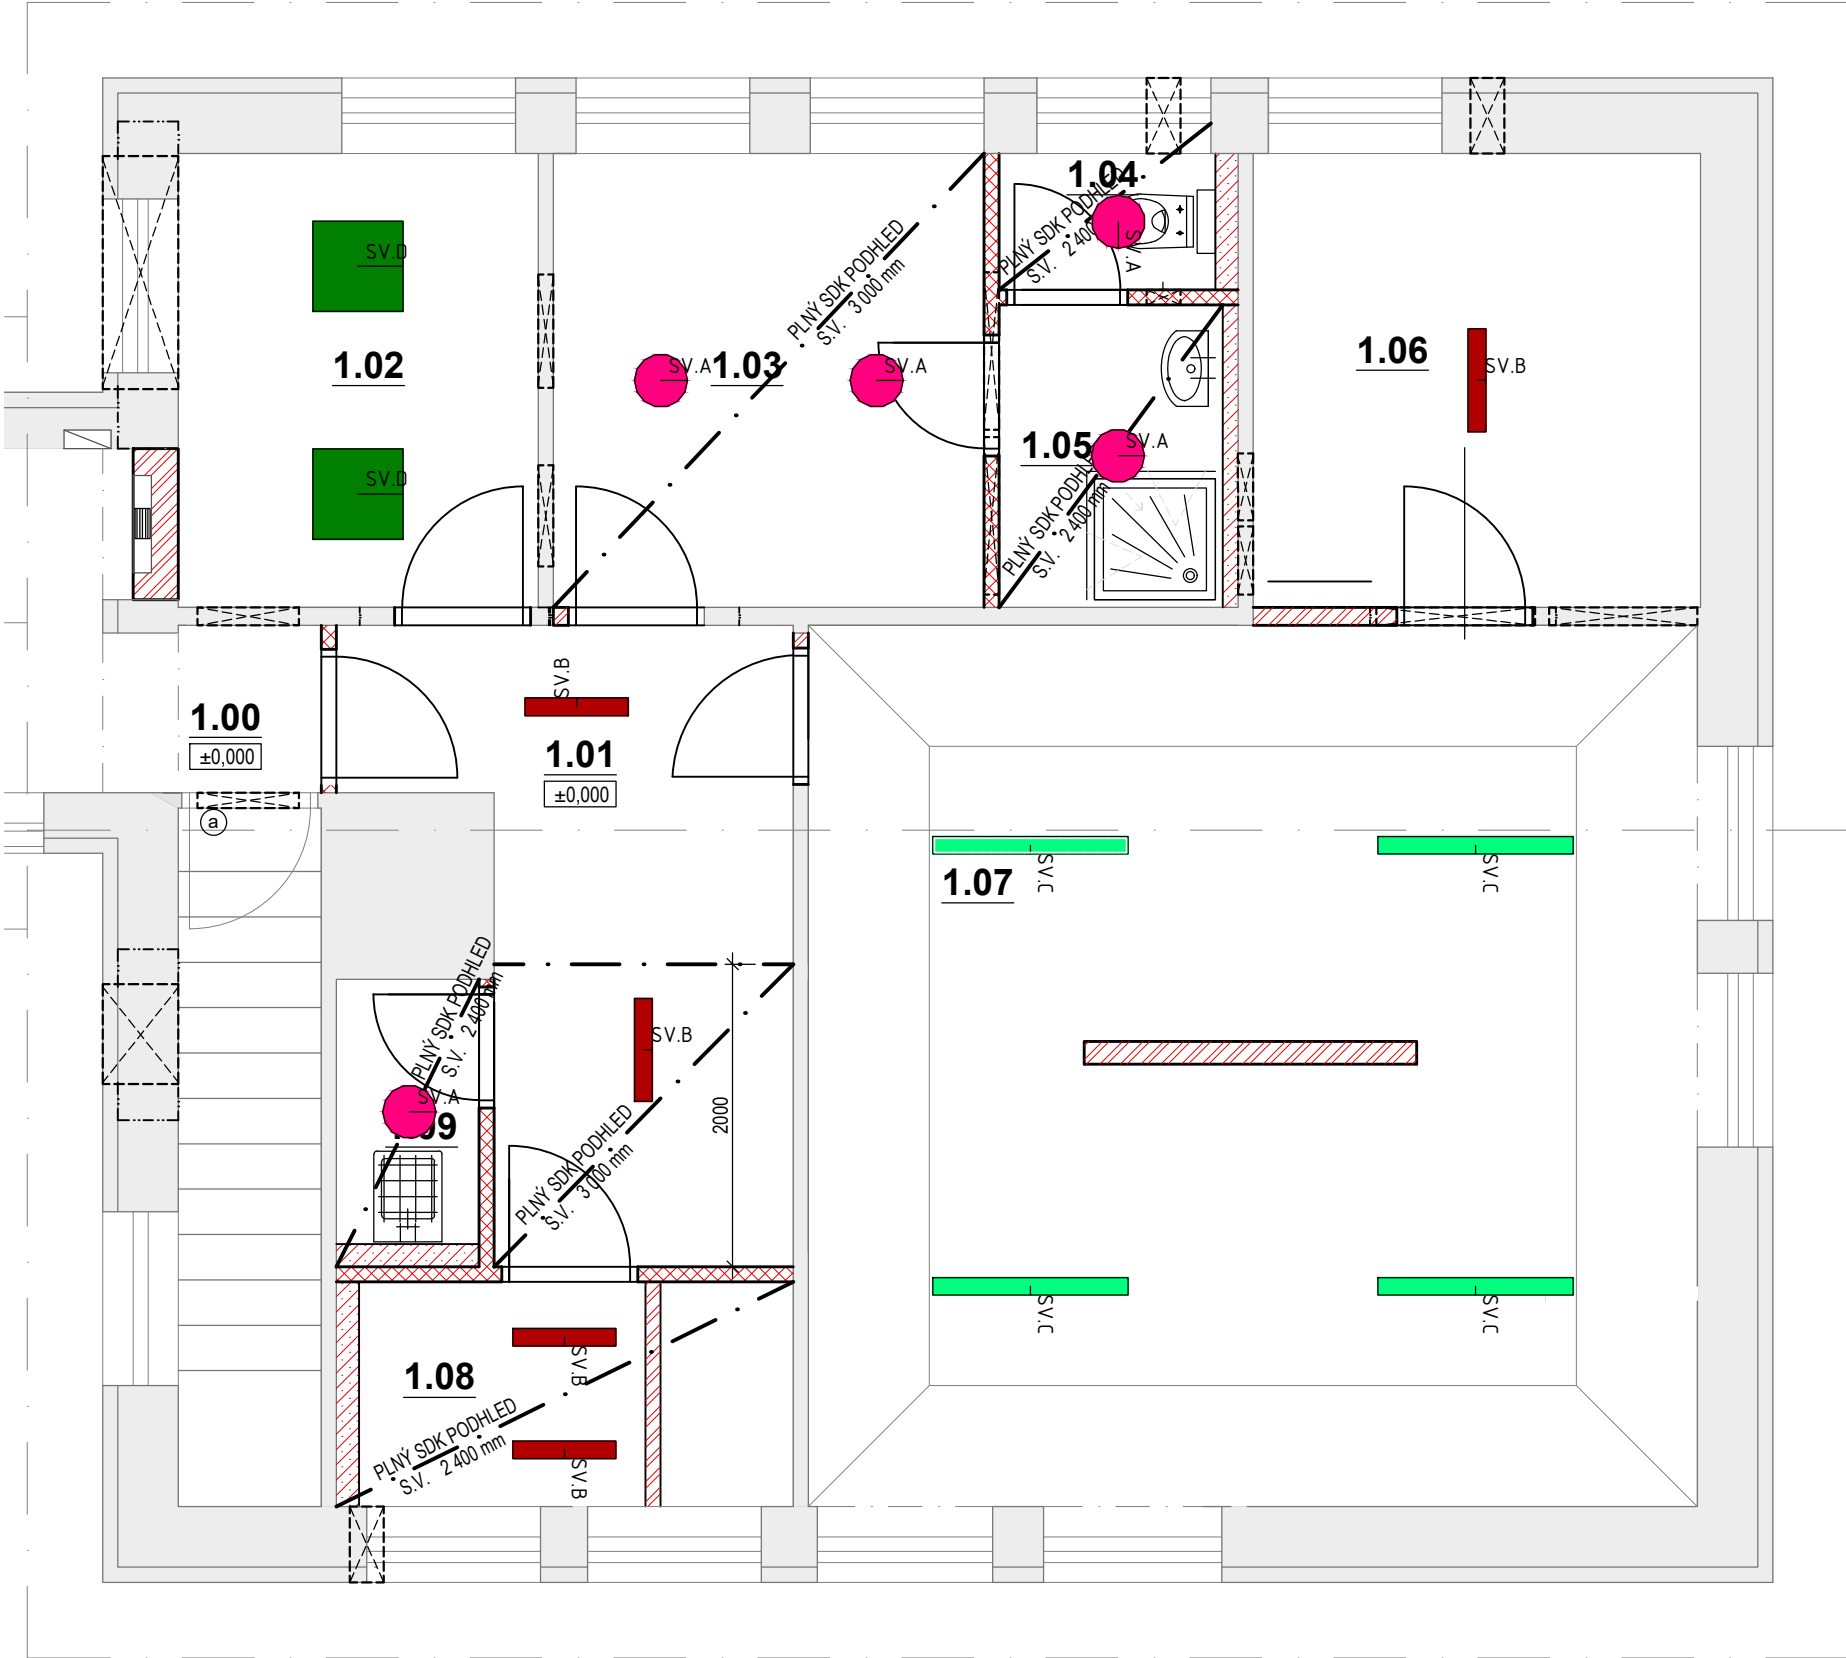 1.04
PLNÝ SDK PODHLED
S.V. 2 400
SV.A
SV.D
PLNÝ SDK PODHLED
S.V. 3 000 mm
1.02
SV.A
1.03
SV.A
1.06
SV.B
1.05
SV.A
PLNÝ SDK
S.V. 2 400 mm
SV.D
SV.B
1.00
±0,000
1.01
±0,000
a
SV.C
SV.C
1.07
PLNÝ SDK PODHLED
S.V. 2 400 mm
SV.B
SV.A
2000
PLNÝ SDK PODHLED
S.V. 3 000 mm
SV.C
SV.C
SV.B
1.08
PLNÝ SDK PODHLED
S.V. 2 400 mm
SV.B